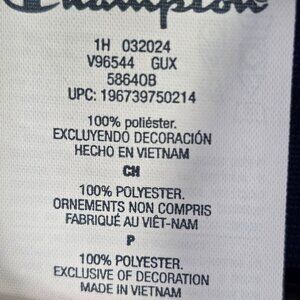 Champion
1H 032024
V96544 GUX
58640B
UPC: 196739750214
100% poliéster.
EXCLUYENDO DECORACIÓN
HECHO EN VIETNAM
CH
100% POLYESTER.
ORNEMENTS NON COMPRIS
FABRIQUÉ AU VIÊT-NAM
P
100% POLYESTER.
EXCLUSIVE OF DECORATION
MADE IN VIETNAM